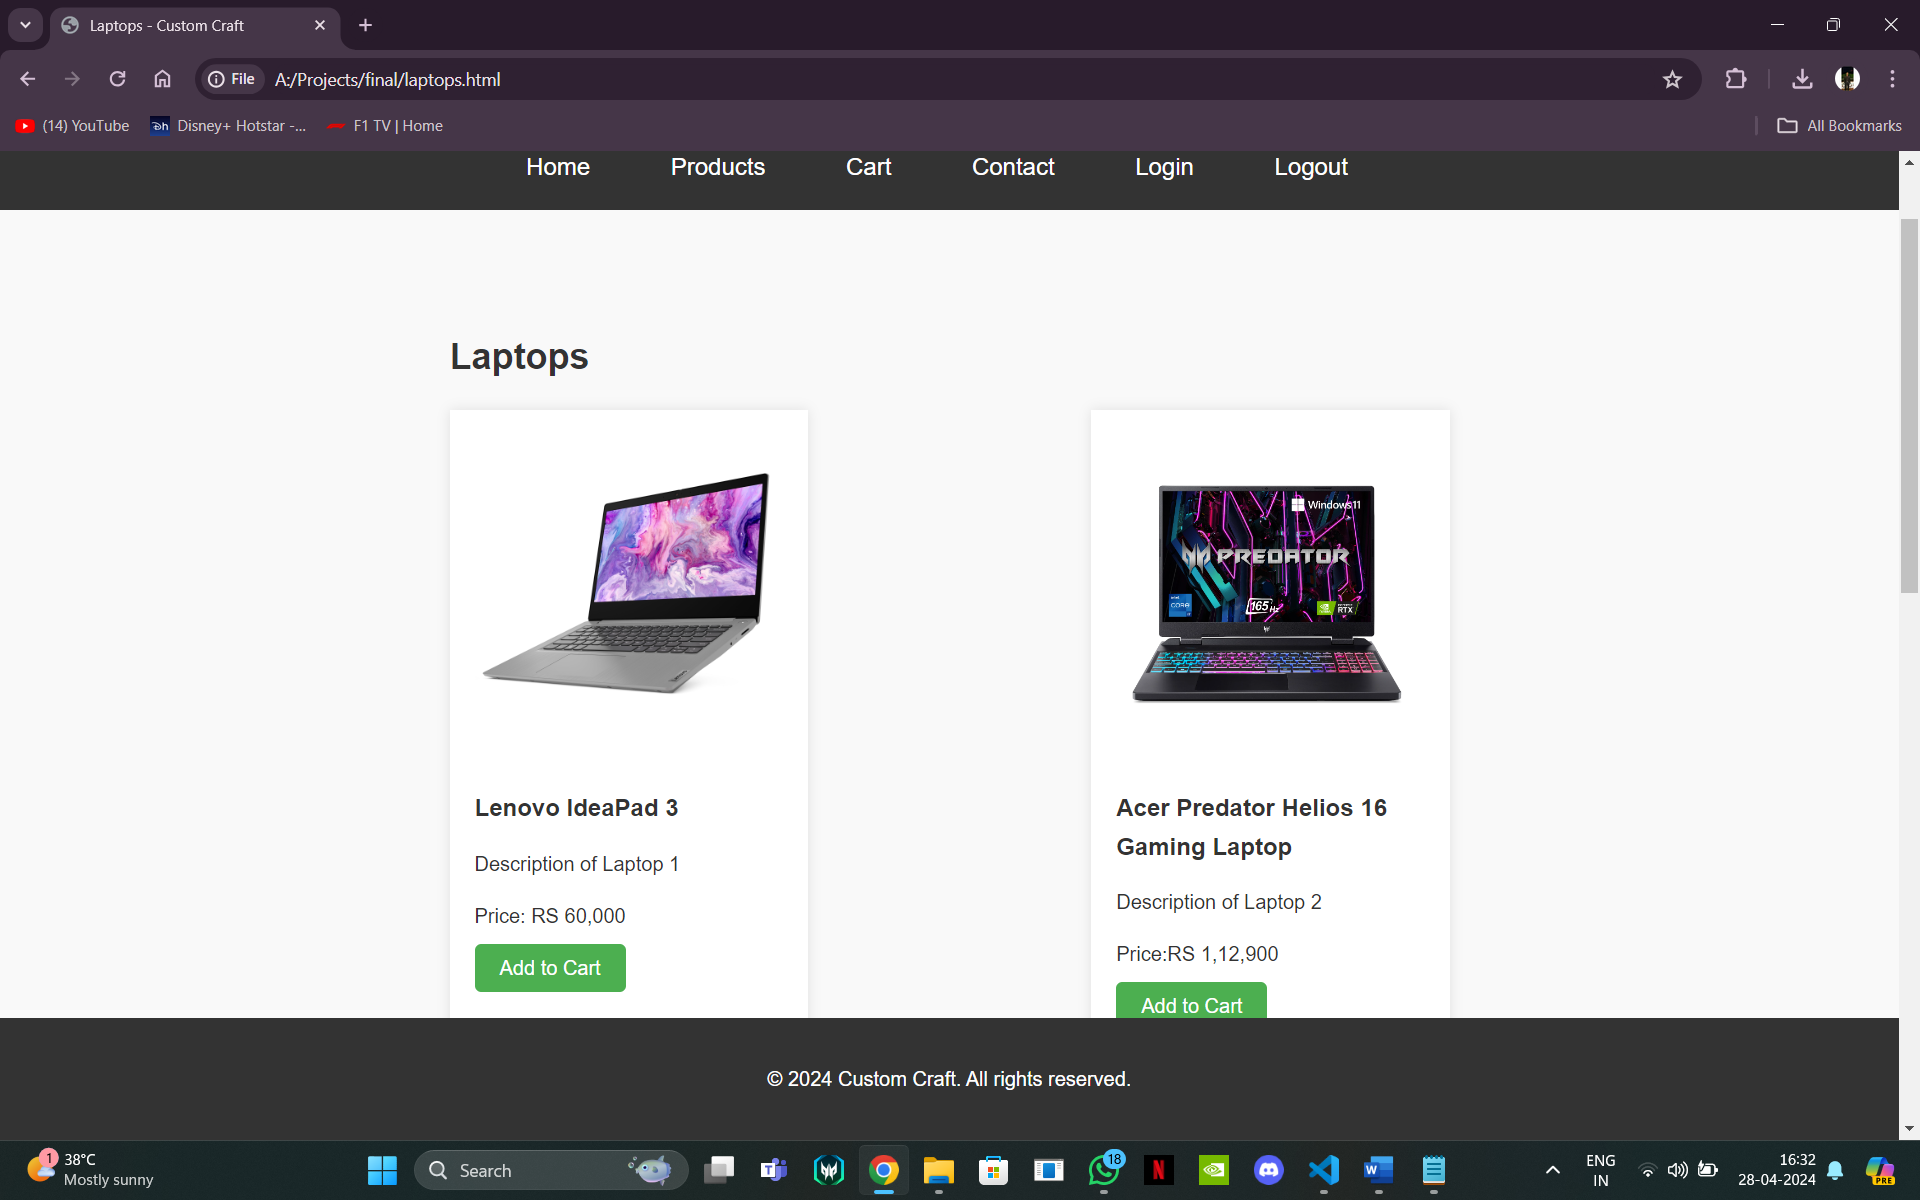 Laptops - Custom Craft
File
A:/Projects/final/laptops.html
(14) YouTube
Disney+ Hotstar -...
F1 TV | Home
All Bookmarks
Home
Products
Cart
Contact
Login
Logout
Laptops
Windows 11
PREDATOR
CORE
165 Hz
RTX
Lenovo IdeaPad 3
Description of Laptop 1
Price: RS 60,000
Add to Cart
Acer Predator Helios 16
Gaming Laptop
Description of Laptop 2
Price:RS 1,12,900
Add to Cart
© 2024 Custom Craft. All rights reserved.
1
38°C
Mostly sunny
Search
18
ENG
IN
16:32
28-04-2024
PRE